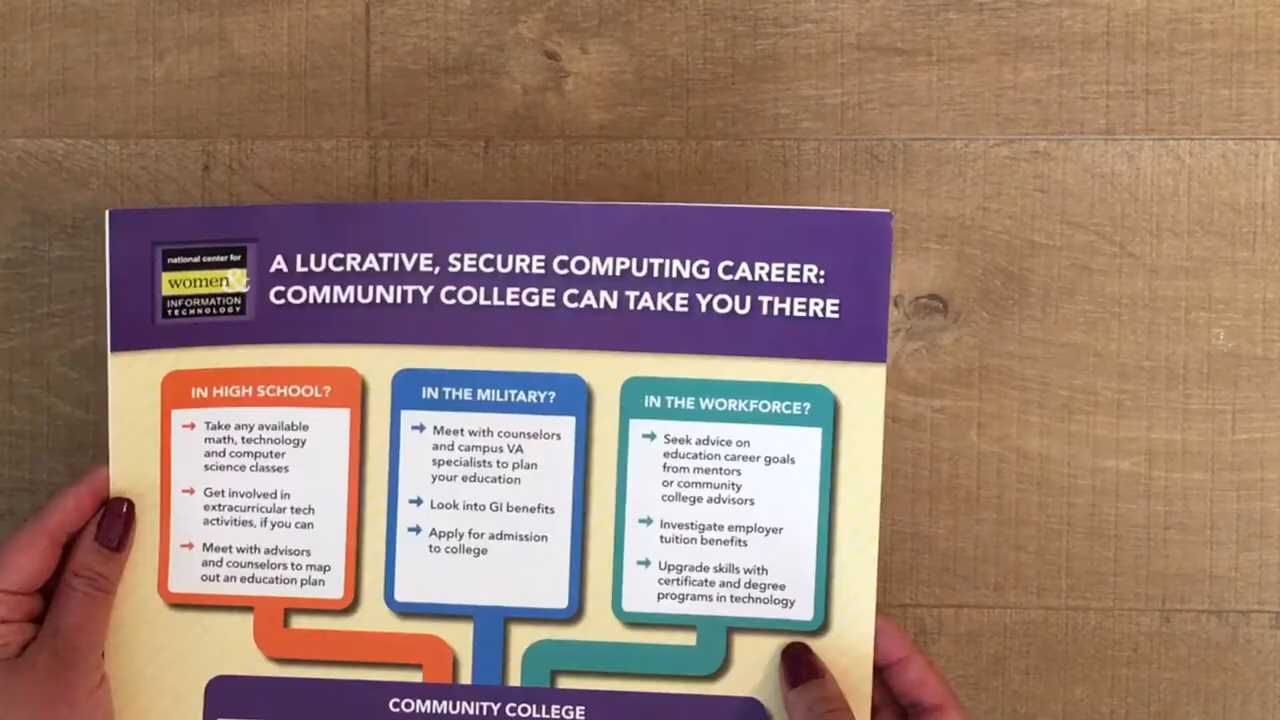 national center for
women&
INFORMATION
TECHNOLOGY
A LUCRATIVE, SECURE COMPUTING CAREER:
COMMUNITY COLLEGE CAN TAKE YOU THERE
IN HIGH SCHOOL?
Take any available
math, technology
and computer
science classes
Get involved in
extracurricular tech
activities, if you can
Meet with advisors
and counselors to map
out an education plan
IN THE MILITARY?
Meet with counselors
and campus VA
specialists to plan
your education
Look into GI benefits
Apply for admission
to college
IN THE WORKFORCE?
Seek advice on
education career goals
from mentors
or community
college advisors
Investigate employer
tuition benefits
Upgrade skills with
certificate and degree
programs in technology
COMMUNITY COLLEGE